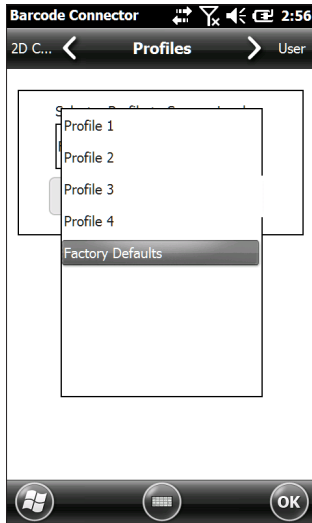 Barcode Connector 2:56
2D C... Profiles User
Profile 1
Profile 2
Profile 3
Profile 4
Factory Defaults
OK